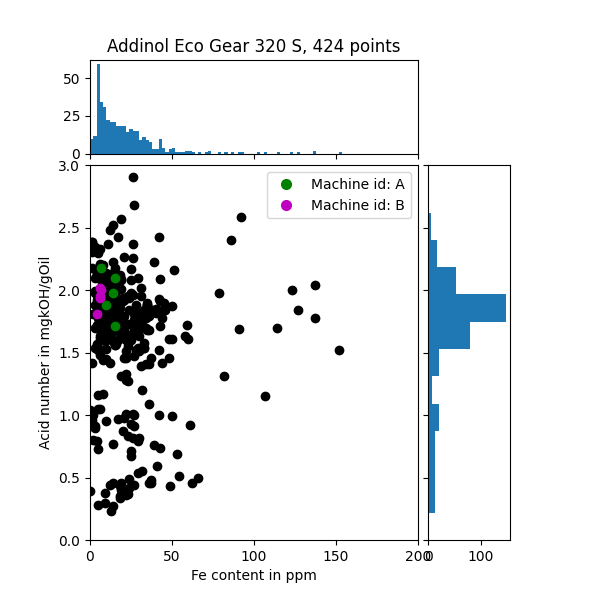 Addinol Eco Gear 320 S, 424 points
50
25
0
3.0
2.5
2.0
1.5
1.0
0.5
0.0
Acid number in mgkOH/gOil
Machine id: A
Machine id: B
0 50 100 150 200
0 100
Fe content in ppm